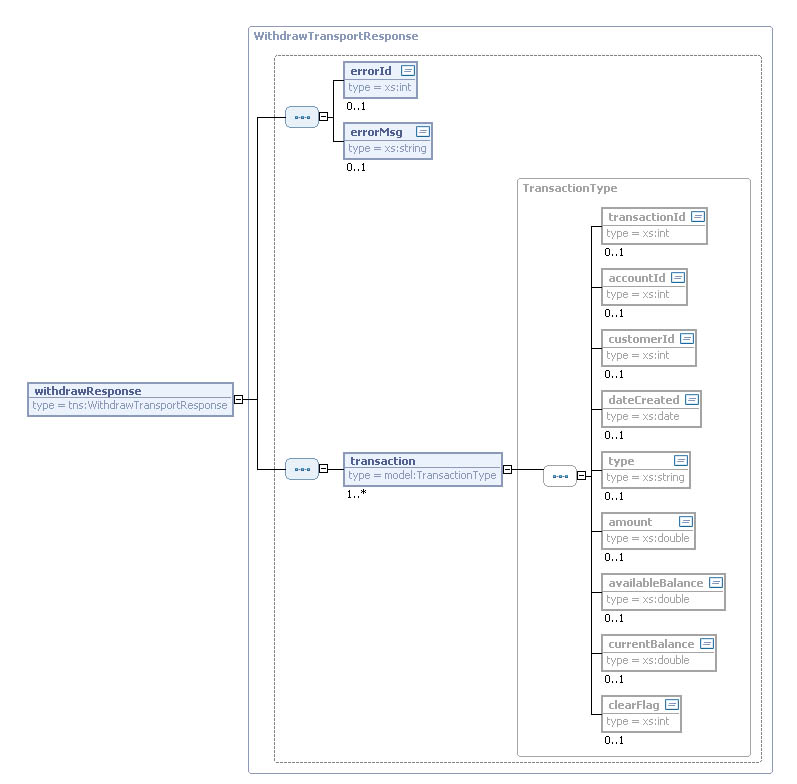 WithdrawTransportResponse
errorId
type = xs:int
0..1
errorMsg
type = xs:string
0..1
TransactionType
transactionId
type = xs:int
0..1
accountId
type = xs:int
0..1
customerId
type = xs:int
0..1
withdrawResponse
type = tns:WithdrawTransportResponse
dateCreated
type = xs:date
0..1
transaction
type = model:TransactionType
1..*
type
type = xs:string
0..1
amount
type = xs:double
0..1
availableBalance
type = xs:double
0..1
currentBalance
type = xs:double
0..1
clearFlag
type = xs:int
0..1